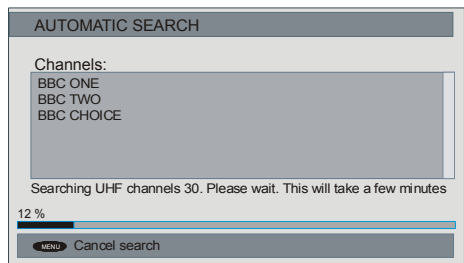 AUTOMATIC SEARCH
Channels:
BBC ONE
BBC TWO
BBC CHOICE
Searching UHF channels 30. Please wait. This will take a few minutes
12 %
MENU Cancel search